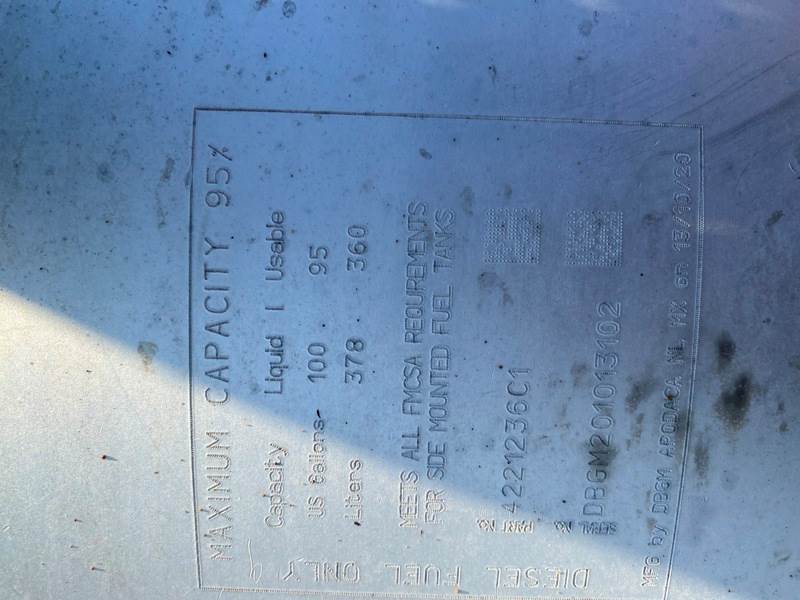 MAXIMUM CAPACITY 95%
Capacity Liquid | Usable
US Gallons 100 95
Liters 378 360
MEETS ALL FMCSA REQUIREMENTS
FOR SIDE MOUNTED FUEL TANKS
PART No. 4221236C1
SERIAL No. DBGM201013102
MFG by DBGM APODACA NL MX on 13/10/20
DIESEL FUEL ONLY